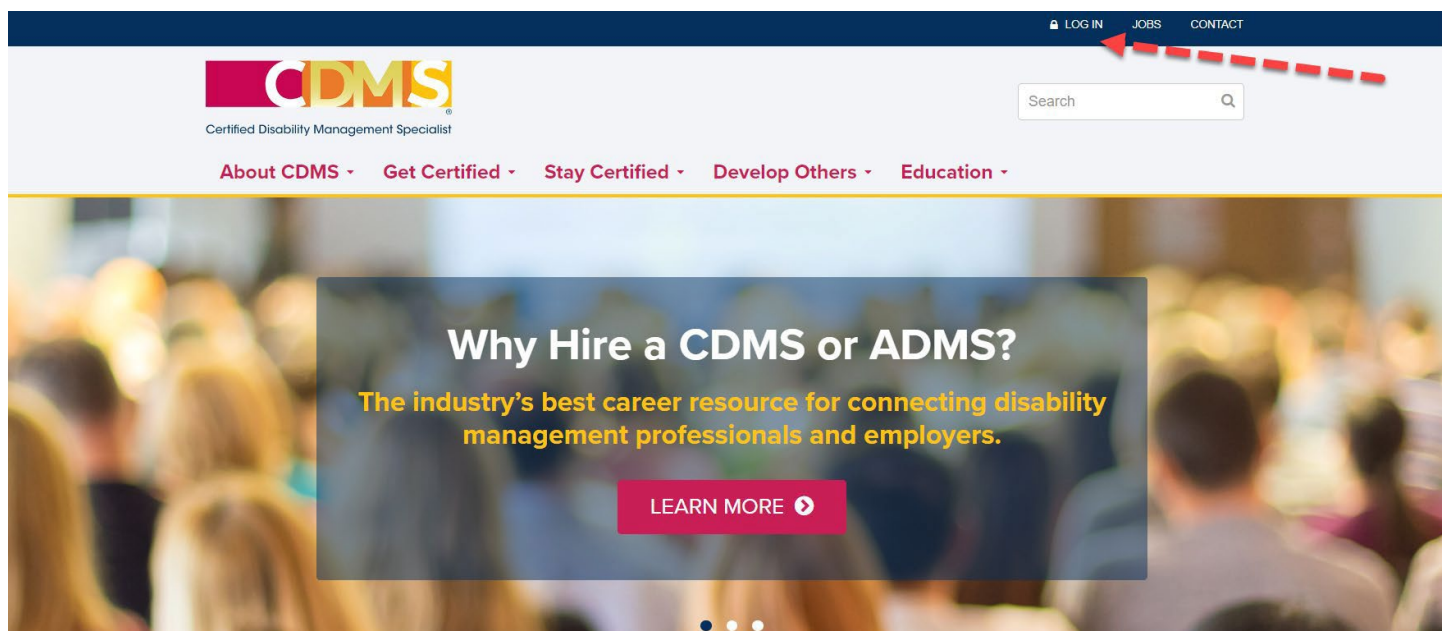 LOG IN JOBS CONTACT
CDMS®
Certified Disability Management Specialist
Search
About CDMS Get Certified Stay Certified Develop Others Education
Why Hire a CDMS or ADMS?
The industry's best career resource for connecting disability
management professionals and employers.
LEARN MORE